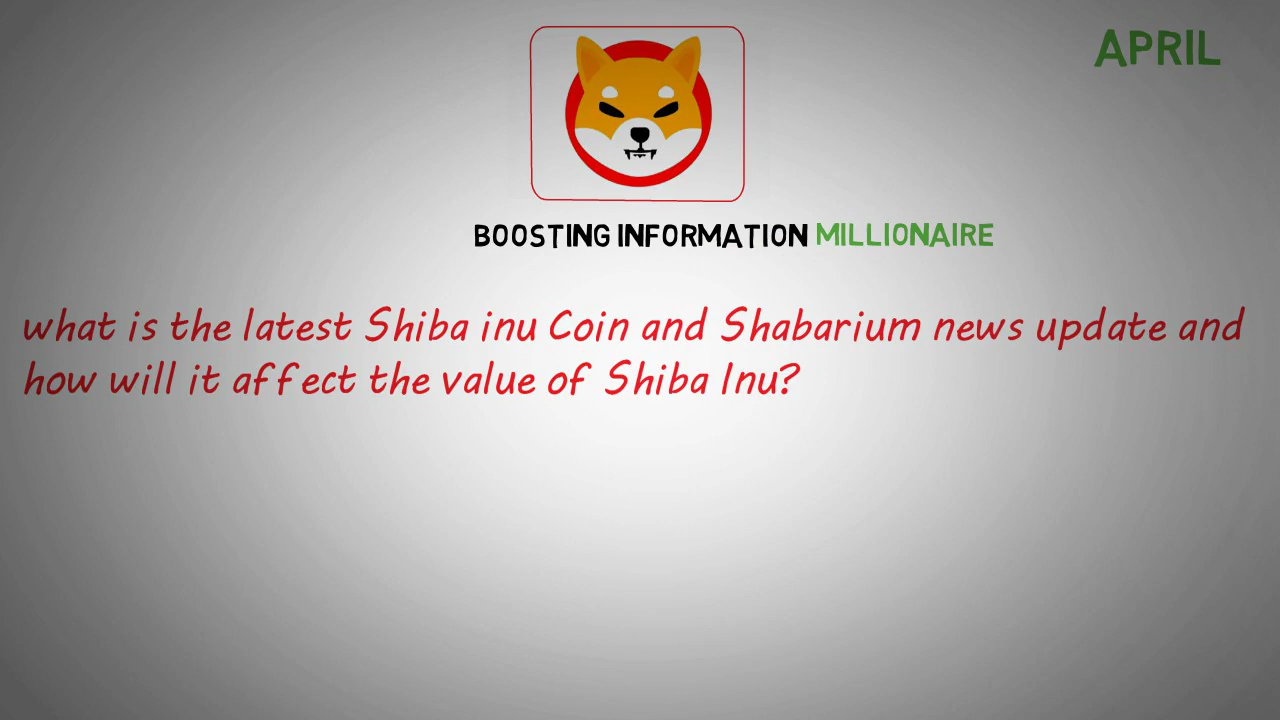 APRIL
BOOSTING INFORMATION MILLIONAIRE
what is the latest Shiba inu Coin and Shabarium news update and
how will it affect the value of Shiba Inu?